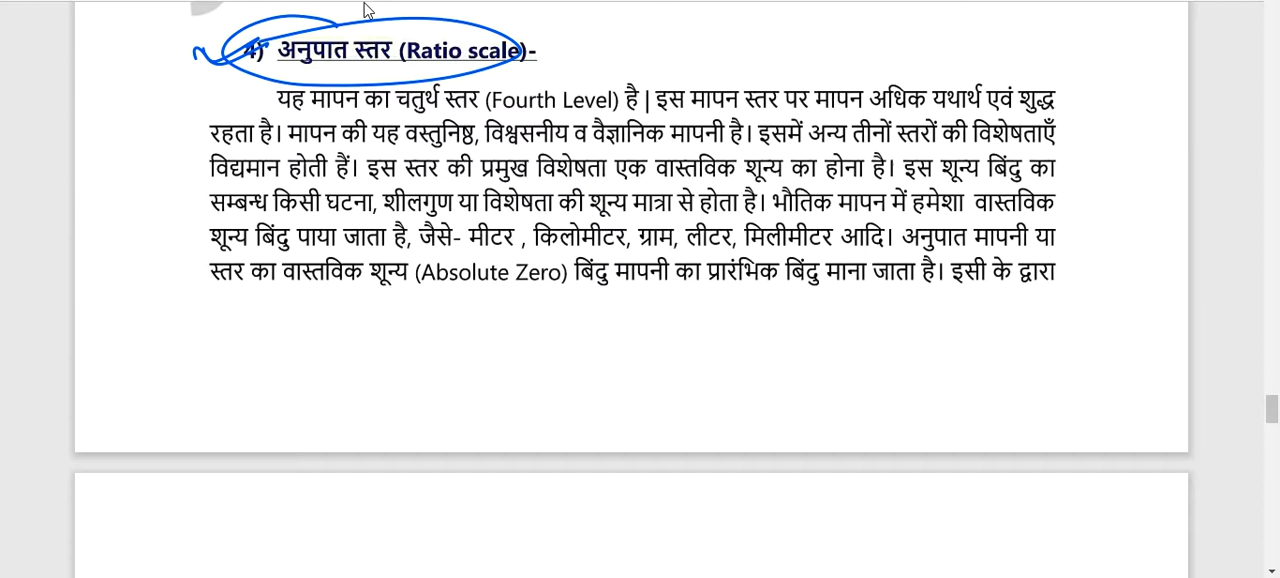 4) अनुपात स्तर (Ratio scale)-
यह मापन का चतुर्थ स्तर (Fourth Level) है | इस मापन स्तर पर मापन अधिक यथार्थ एवं शुद्ध
रहता है। मापन की यह वस्तुनिष्ठ, विश्वसनीय व वैज्ञानिक मापनी है। इसमें अन्य तीनों स्तरों की विशेषताएँ
विद्यमान होती हैं। इस स्तर की प्रमुख विशेषता एक वास्तविक शून्य का होना है। इस शून्य बिंदु का
सम्बन्ध किसी घटना, शीलगुण या विशेषता की शून्य मात्रा से होता है। भौतिक मापन में हमेशा वास्तविक
शून्य बिंदु पाया जाता है, जैसे- मीटर , किलोमीटर, ग्राम, लीटर, मिलीमीटर आदि। अनुपात मापनी या
स्तर का वास्तविक शून्य (Absolute Zero) बिंदु मापनी का प्रारंभिक बिंदु माना जाता है। इसी के द्वारा